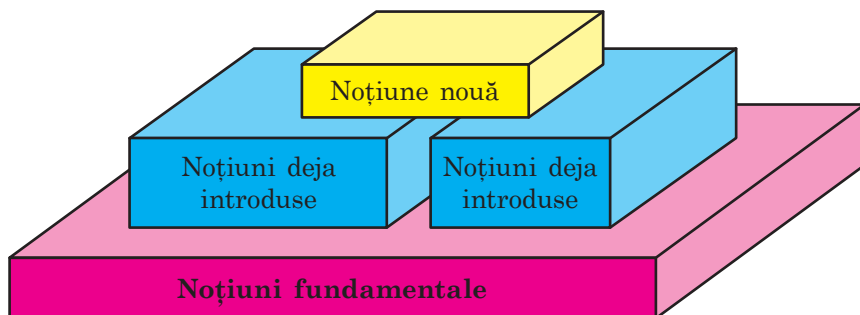 Noțiune nouă
Noțiuni deja
introduse
Noțiuni deja
introduse
Noțiuni fundamentale